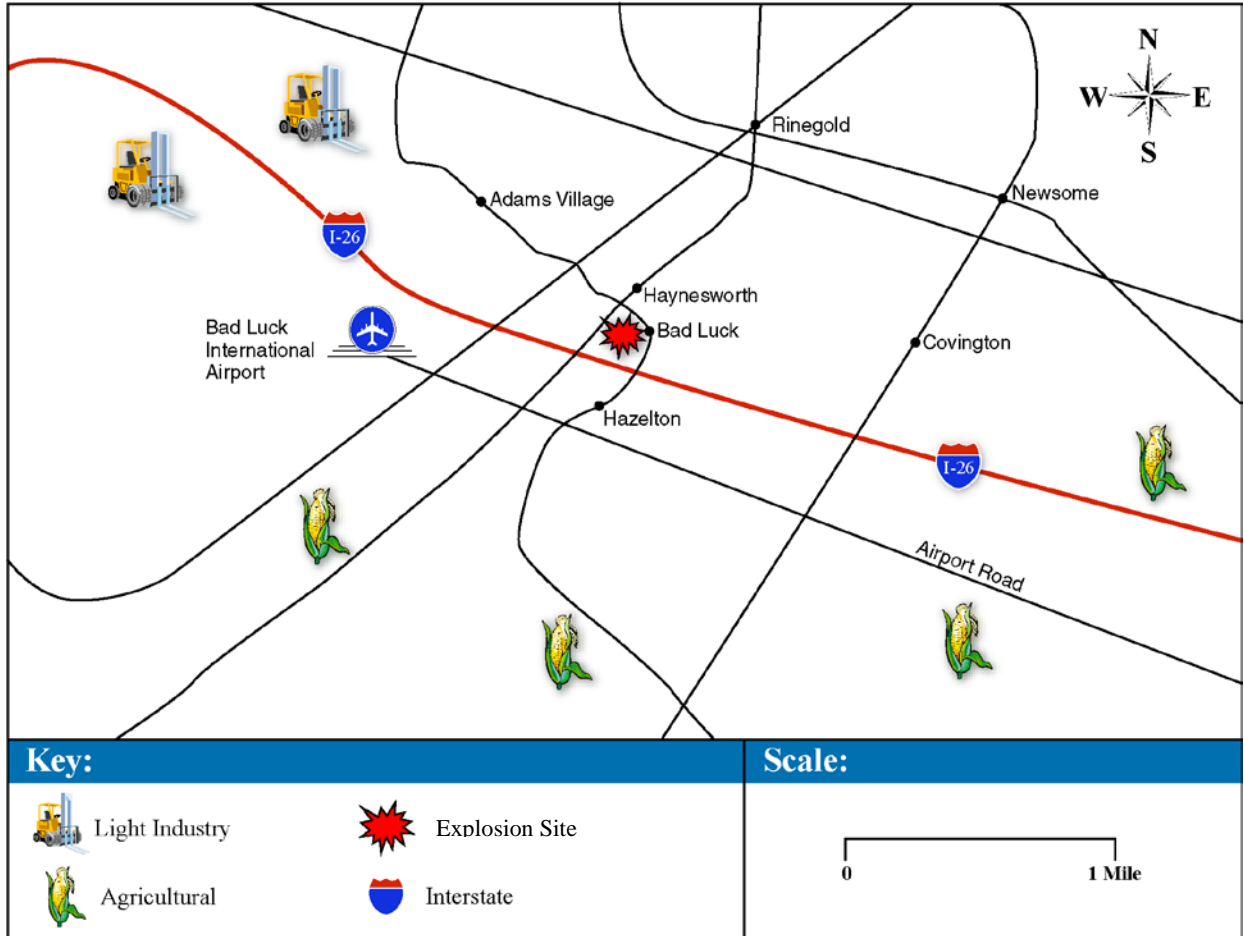 N
W
E
S
Rinegold
Adams Village
Newsome
I-26
Haynesworth
Bad Luck
International
Airport
Bad Luck
Covington
Hazelton
I-26
Airport Road
Key:
Scale:
Light Industry
Explosion Site
Agricultural
Interstate
0
1 Mile